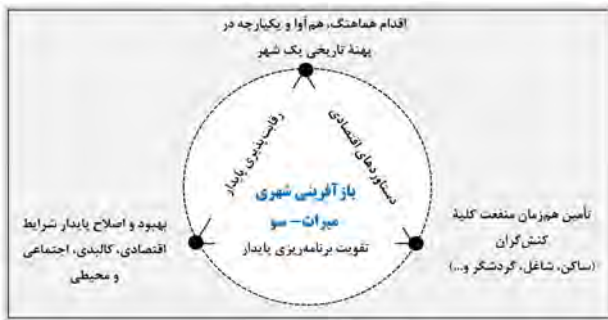 اقدام هماهنگ، هم‌آوا و یکپارچه در
پهنهٔ تاریخی یک شهر
رقابت‌پذیری پایدار
دستاوردهای اقتصادی
بازآفرینی شهری
میراث- سو
تقویت برنامه‌ریزی پایدار
تأمین هم‌زمان منفعت کلیهٔ
کنش‌گران
(ساکن، شاغل، گردشگر و...)
بهبود و اصلاح پایدار شرایط
اقتصادی، کالبدی، اجتماعی
و محیطی